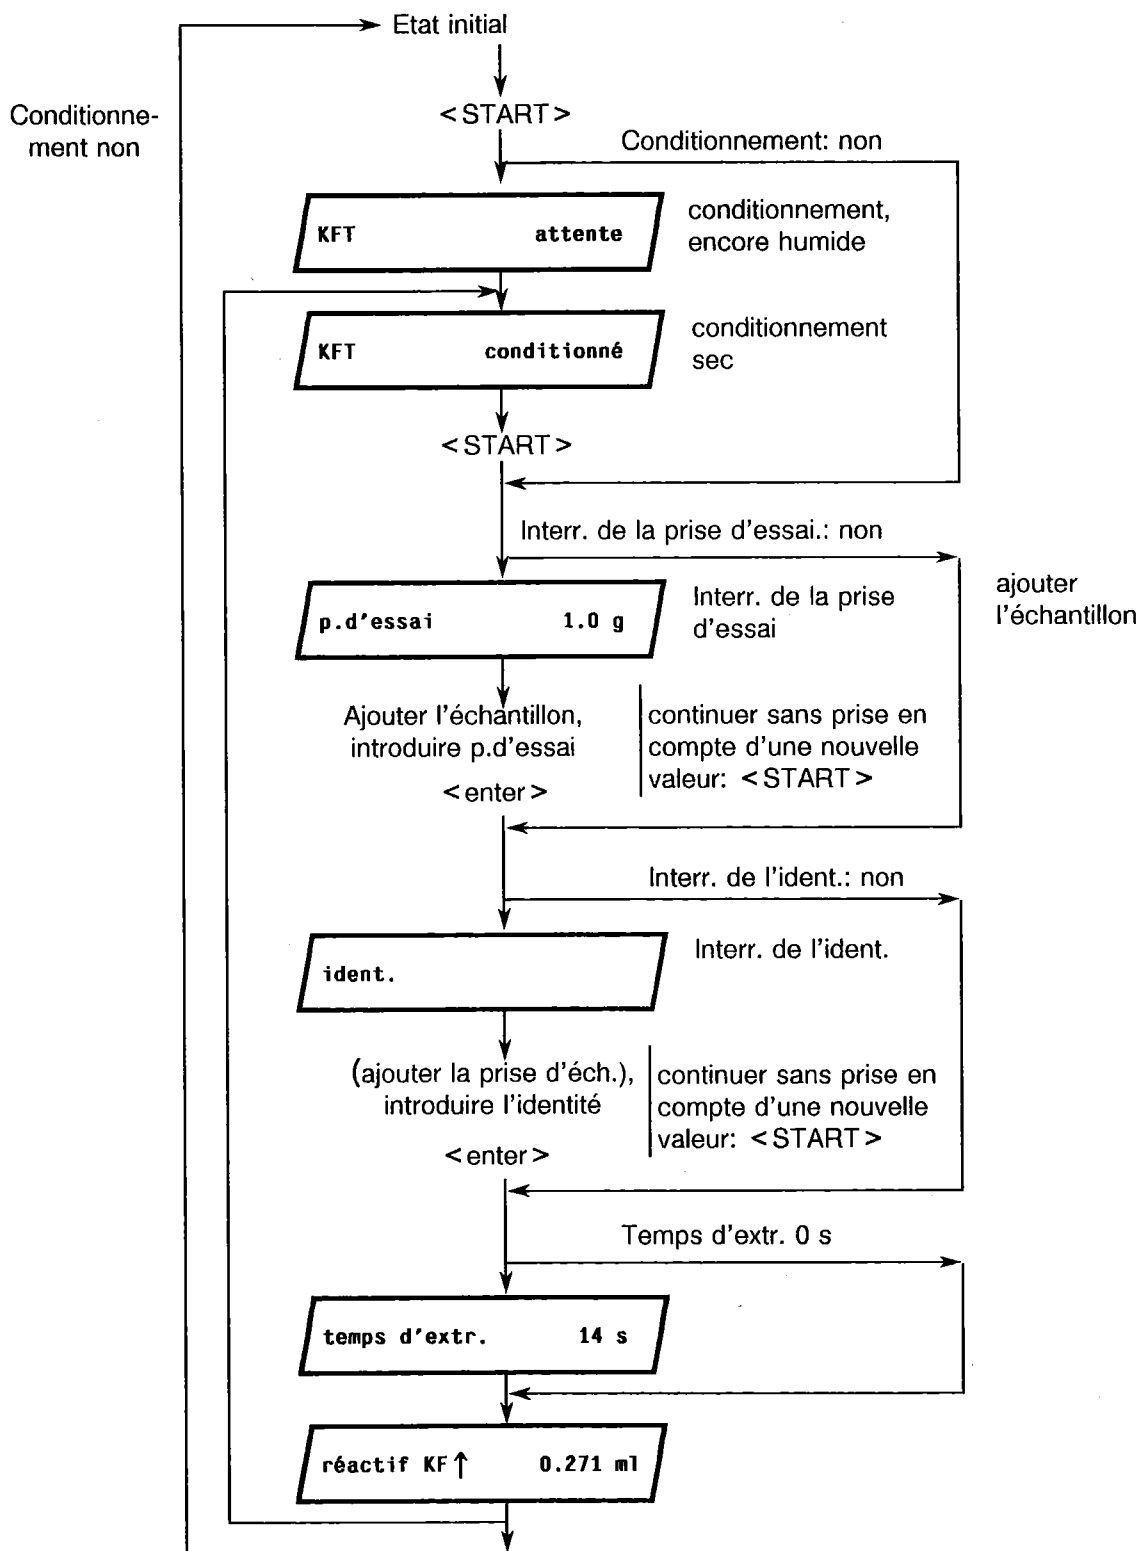 Etat initial
Conditionne-
ment non
<START>
Conditionnement: non
KFT attente
conditionnement,
encore humide
KFT conditionné
conditionnement
sec
<START>
Interr. de la prise d'essai.: non
p.d'essai 1.0 g
Interr. de la prise
d'essai
ajouter
l'échantillon
Ajouter l'échantillon,
introduire p.d'essai
<enter>
continuer sans prise en
compte d'une nouvelle
valeur: <START>
Interr. de l'ident.: non
ident.
Interr. de l'ident.
(ajouter la prise d'éch.),
introduire l'identité
<enter>
continuer sans prise en
compte d'une nouvelle
valeur: <START>
Temps d'extr. 0 s
temps d'extr. 14 s
réactif KF↑ 0.271 ml